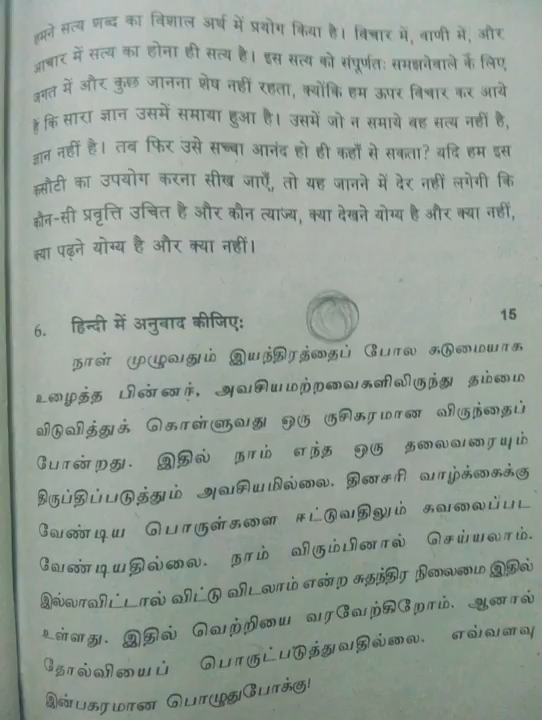 हमने सत्य शब्द का विशाल अर्थ में प्रयोग किया है। विचार में, वाणी में, और
आचार में सत्य का होना ही सत्य है। इस सत्य को संपूर्णतः समझनेवाले के लिए
जगत में और कुछ जानना शेष नहीं रहता, क्योंकि हम ऊपर विचार कर आये
हैं कि सारा ज्ञान उसमें समाया हुआ है। उसमें जो न समाये वह सत्य नहीं है,
ज्ञान नहीं है। तब फिर उसे सच्चा आनंद हो ही कहाँ से सकता? यदि हम इस
कसौटी का उपयोग करना सीख जाएँ, तो यह जानने में देर नहीं लगेगी कि
कौन-सी प्रवृत्ति उचित है और कौन त्याज्य, क्या देखने योग्य है और क्या नहीं,
क्या पढ़ने योग्य है और क्या नहीं।
6. हिन्दी में अनुवाद कीजिए: 15
நாள் முழுவதும் இயந்திரத்தைப் போல கடுமையாக
உழைத்த பின்னர், அவசியமற்றவைகளிலிருந்து தம்மை
விடுவித்துக் கொள்ளுவது ஒரு ருசிகரமான விருந்தைப்
போன்றது. இதில் நாம் எந்த ஒரு தலைவரையும்
திருப்திப்படுத்தும் அவசியமில்லை. தினசரி வாழ்க்கைக்கு
வேண்டிய பொருள்களை ஈட்டுவதிலும் கவலைப்பட
வேண்டியதில்லை. நாம் விரும்பினால் செய்யலாம்.
இல்லாவிட்டால் விட்டு விடலாம் என்ற சுதந்திர நிலைமை இதில்
உள்ளது. இதில் வெற்றியை வரவேற்கிறோம். ஆனால்
தோல்வியைப் பொருட்படுத்துவதில்லை. எவ்வளவு
இன்பகரமான பொழுதுபோக்கு!